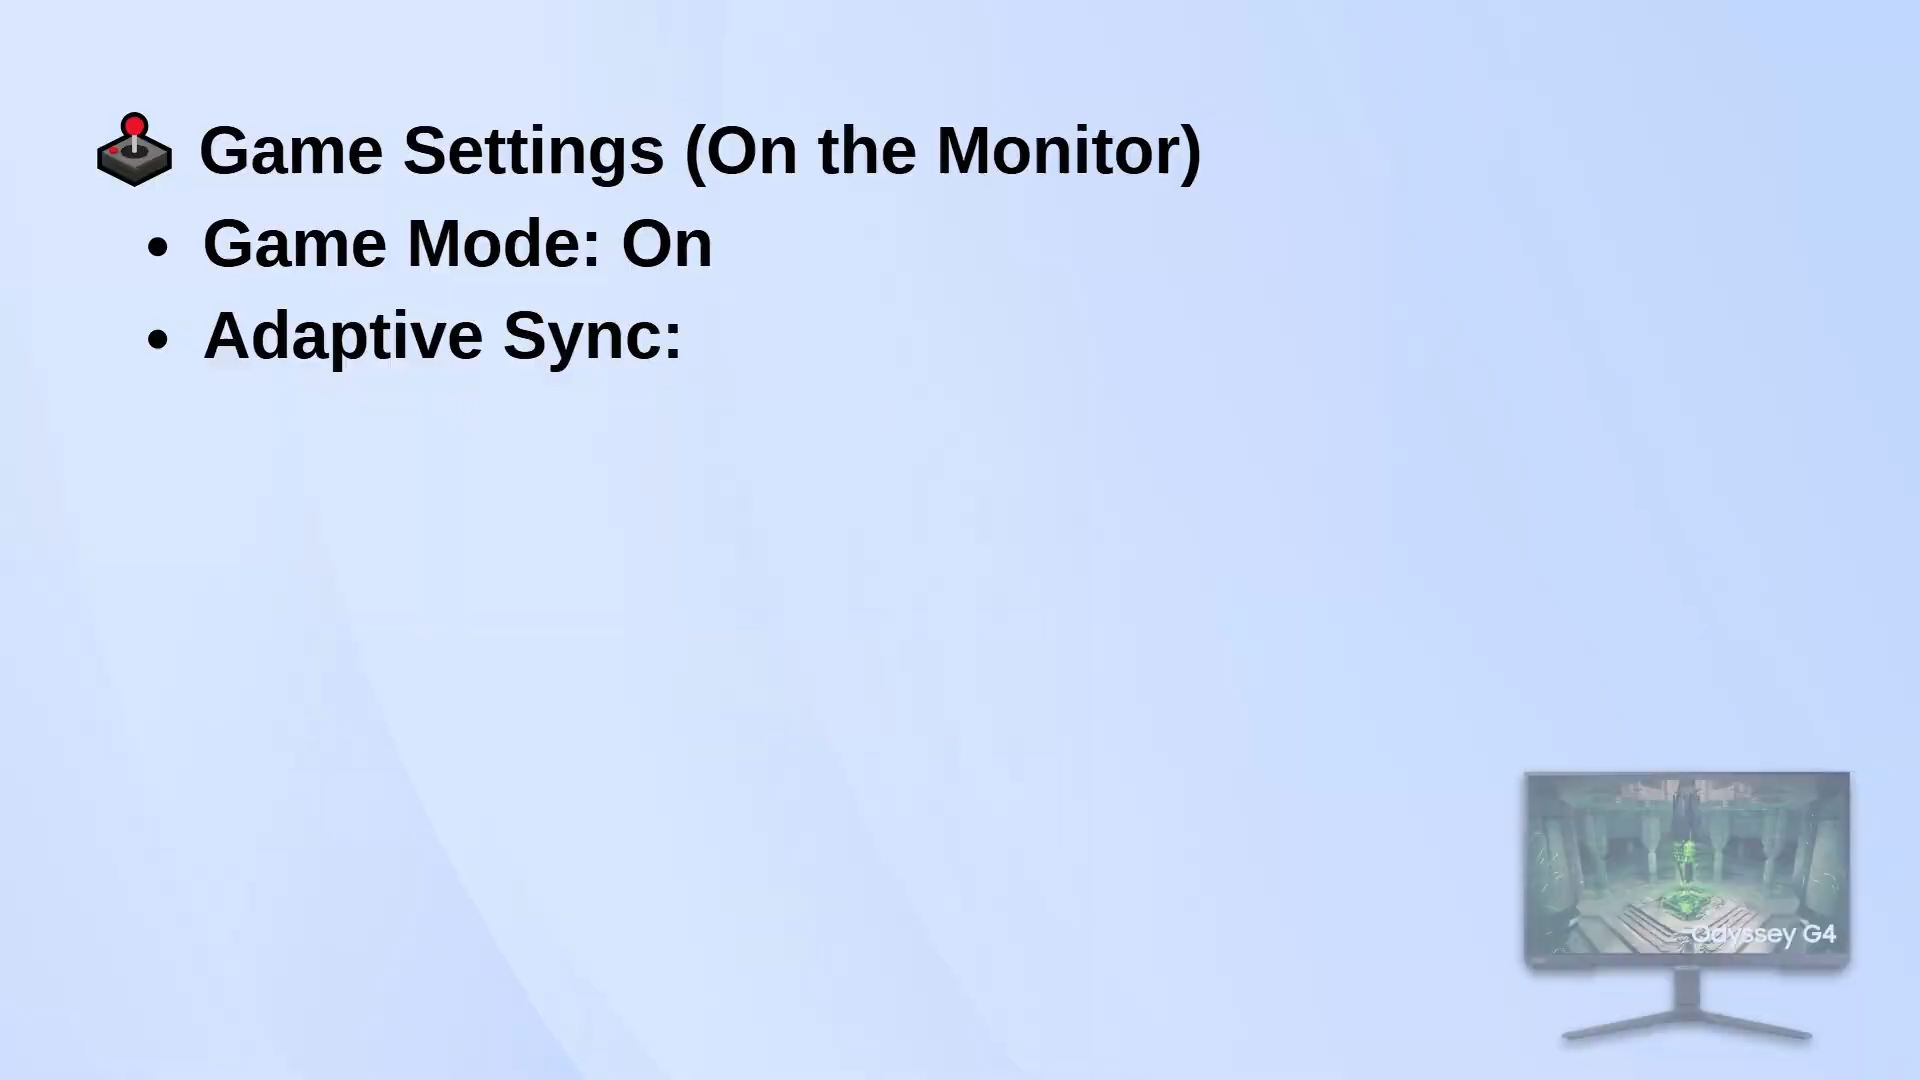 Game Settings (On the Monitor)
• Game Mode: On
• Adaptive Sync:
Odyssey G4